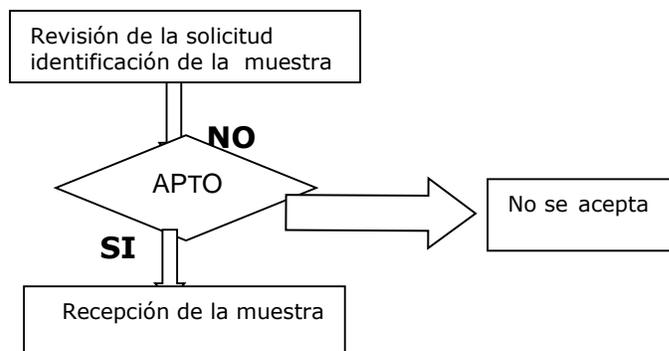 Revisión de la solicitud
identificación de la muestra
NO
APTO
No se acepta
SI
Recepción de la muestra